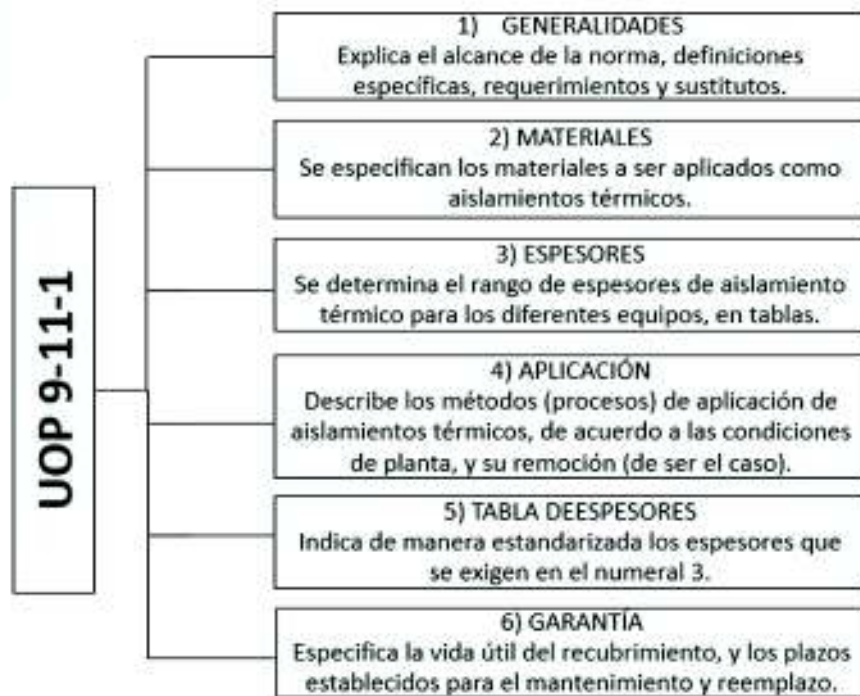 UOP 9-11-1
1) GENERALIDADES
Explica el alcance de la norma, definiciones
específicas, requerimientos y sustitutos.
2) MATERIALES
Se especifican los materiales a ser aplicados como
aislamientos térmicos.
3) ESPESORES
Se determina el rango de espesores de aislamiento
térmico para los diferentes equipos, en tablas.
4) APLICACIÓN
Describe los métodos (procesos) de aplicación de
aislamientos térmicos, de acuerdo a las condiciones
de planta, y su remoción (de ser el caso).
5) TABLA DEESPESORES
Indica de manera estandarizada los espesores que
se exigen en el numeral 3.
6) GARANTÍA
Especifica la vida útil del recubrimiento, y los plazos
establecidos para el mantenimiento y reemplazo.